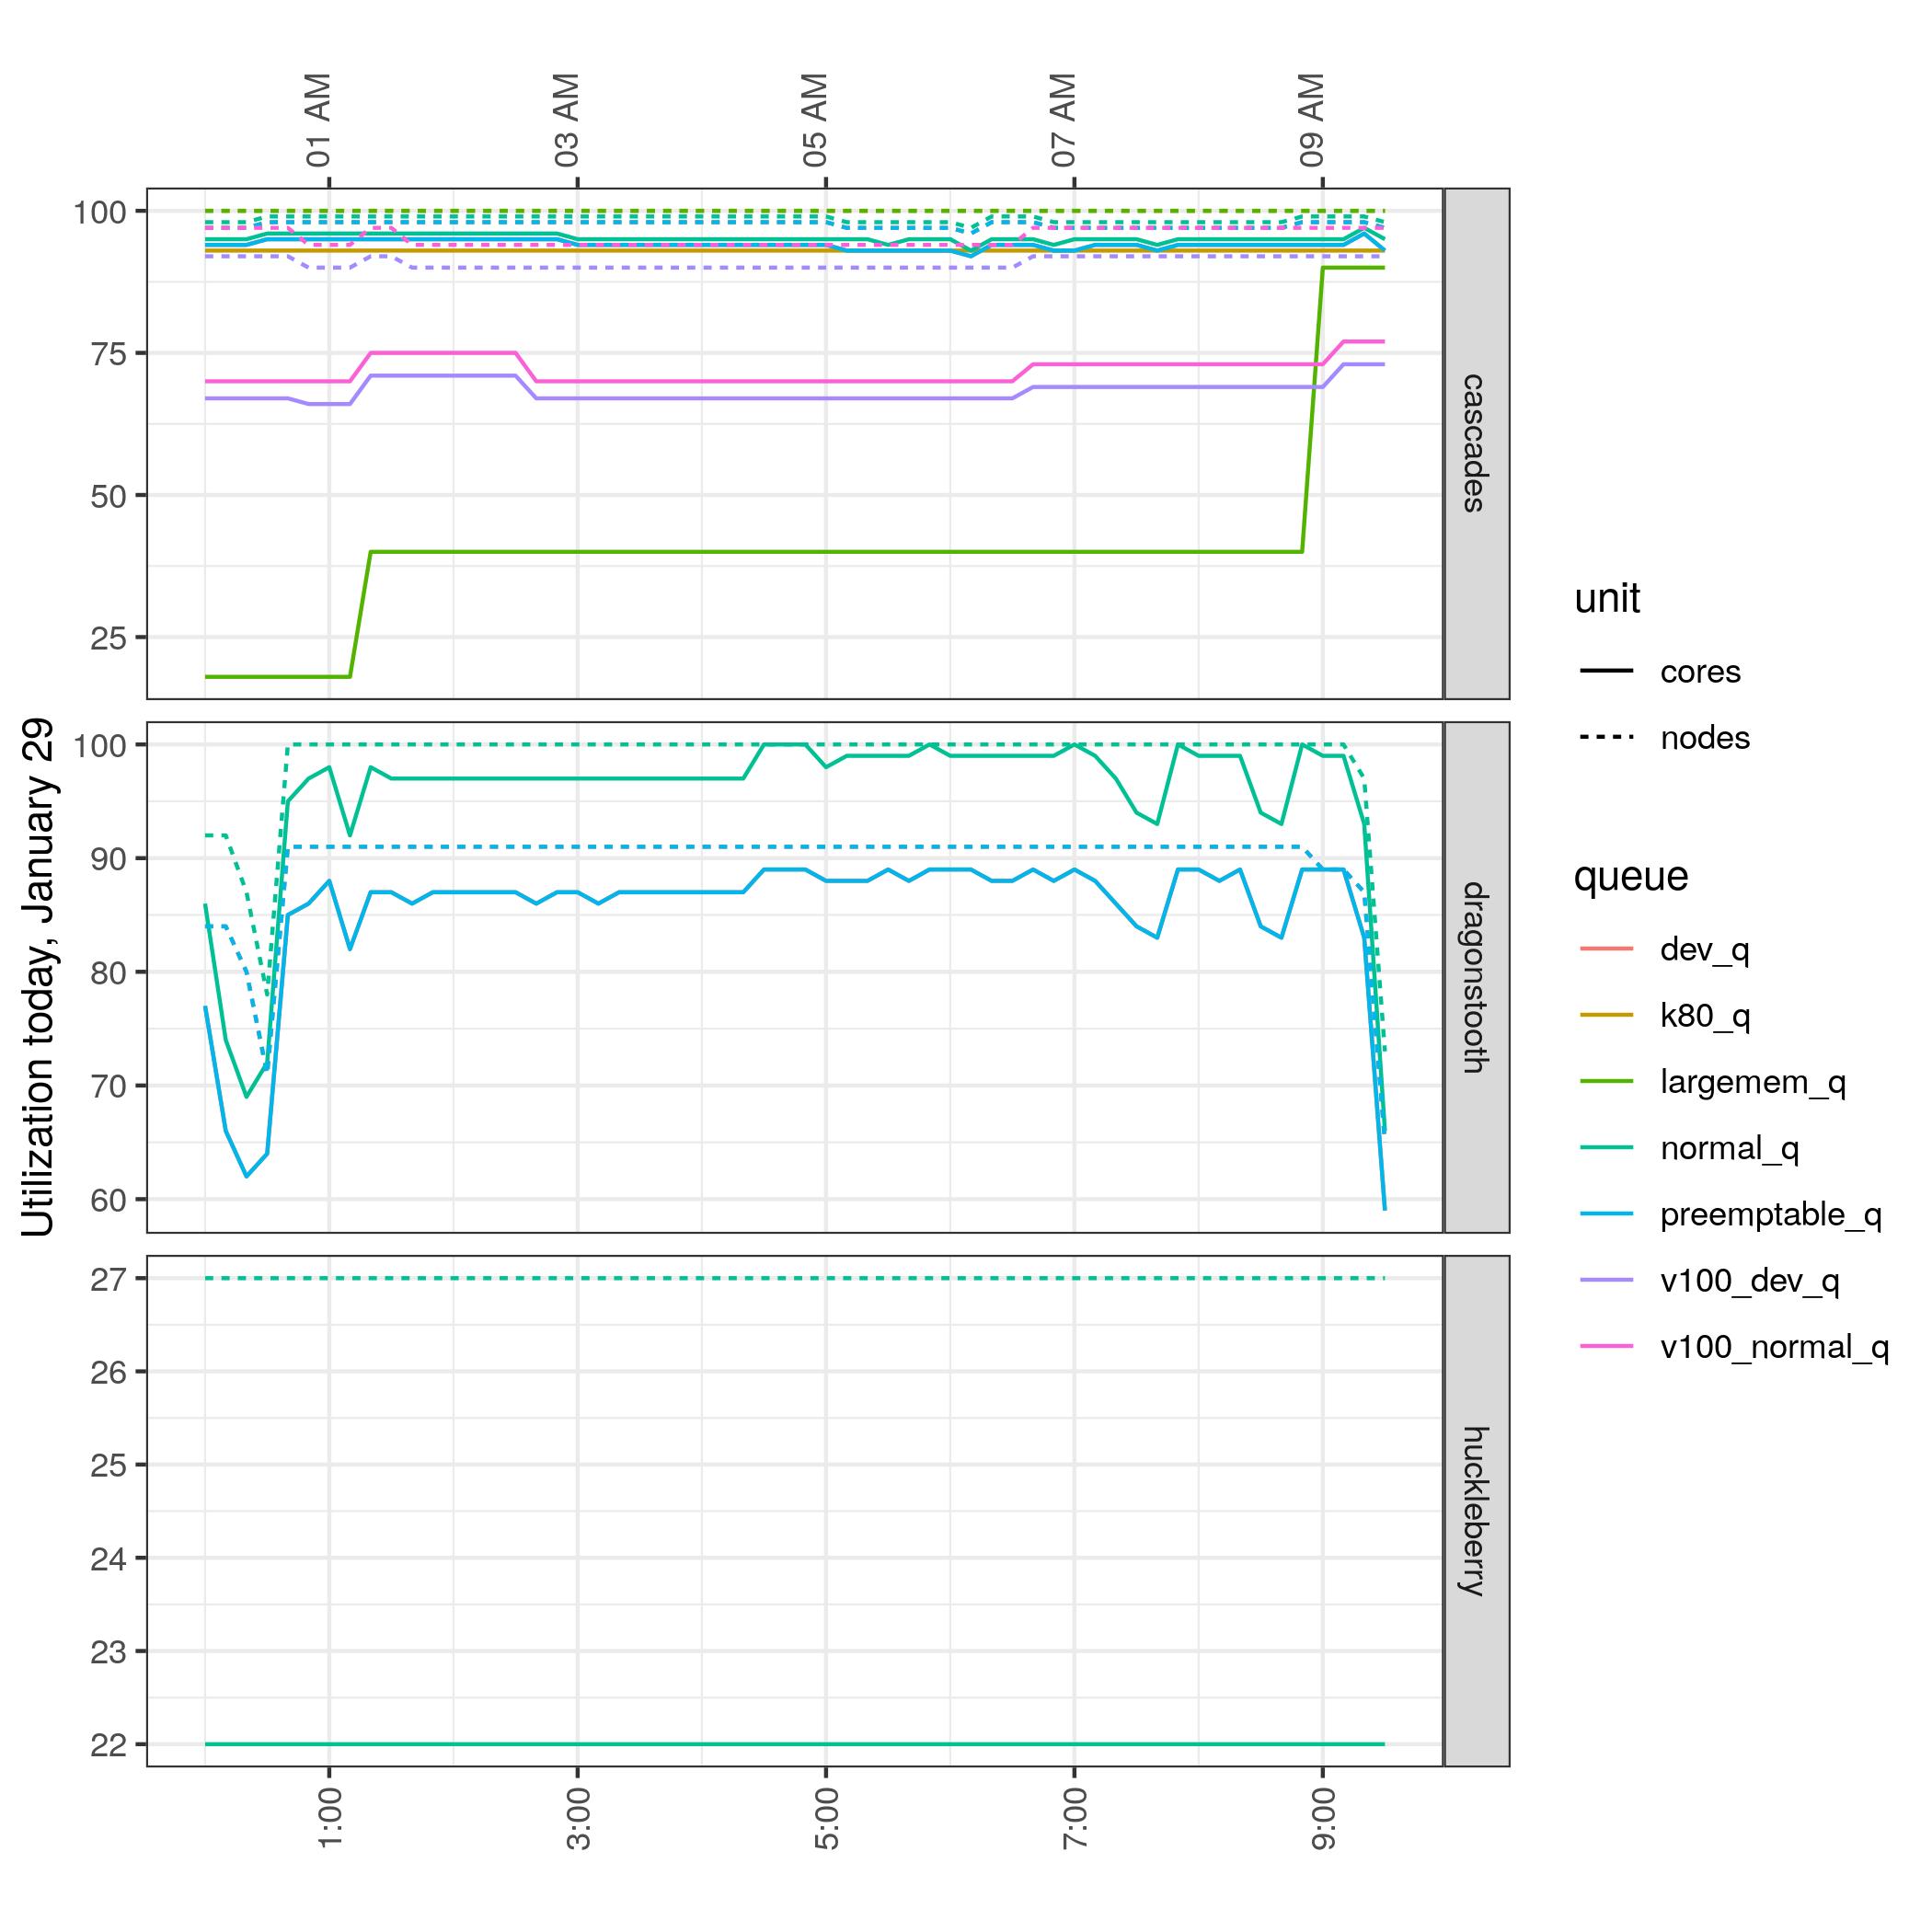 01 AM
03 AM
05 AM
07 AM
09 AM
100
75
50
25
cascades
Utilization today, January 29
100
90
80
70
60
dragonstooth
27
26
25
24
23
22
huckleberry
1:00
3:00
5:00
7:00
9:00
unit
cores
nodes
queue
dev_q
k80_q
largemem_q
normal_q
preemptable_q
v100_dev_q
v100_normal_q